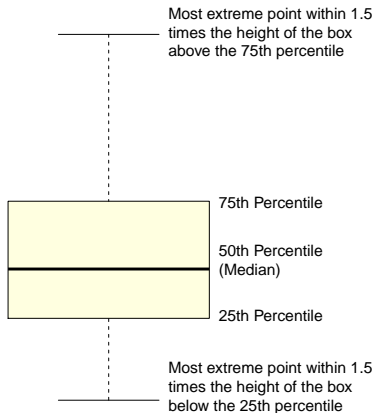 Most extreme point within 1.5
times the height of the box
above the 75th percentile
75th Percentile
50th Percentile
(Median)
25th Percentile
Most extreme point within 1.5
times the height of the box
below the 25th percentile